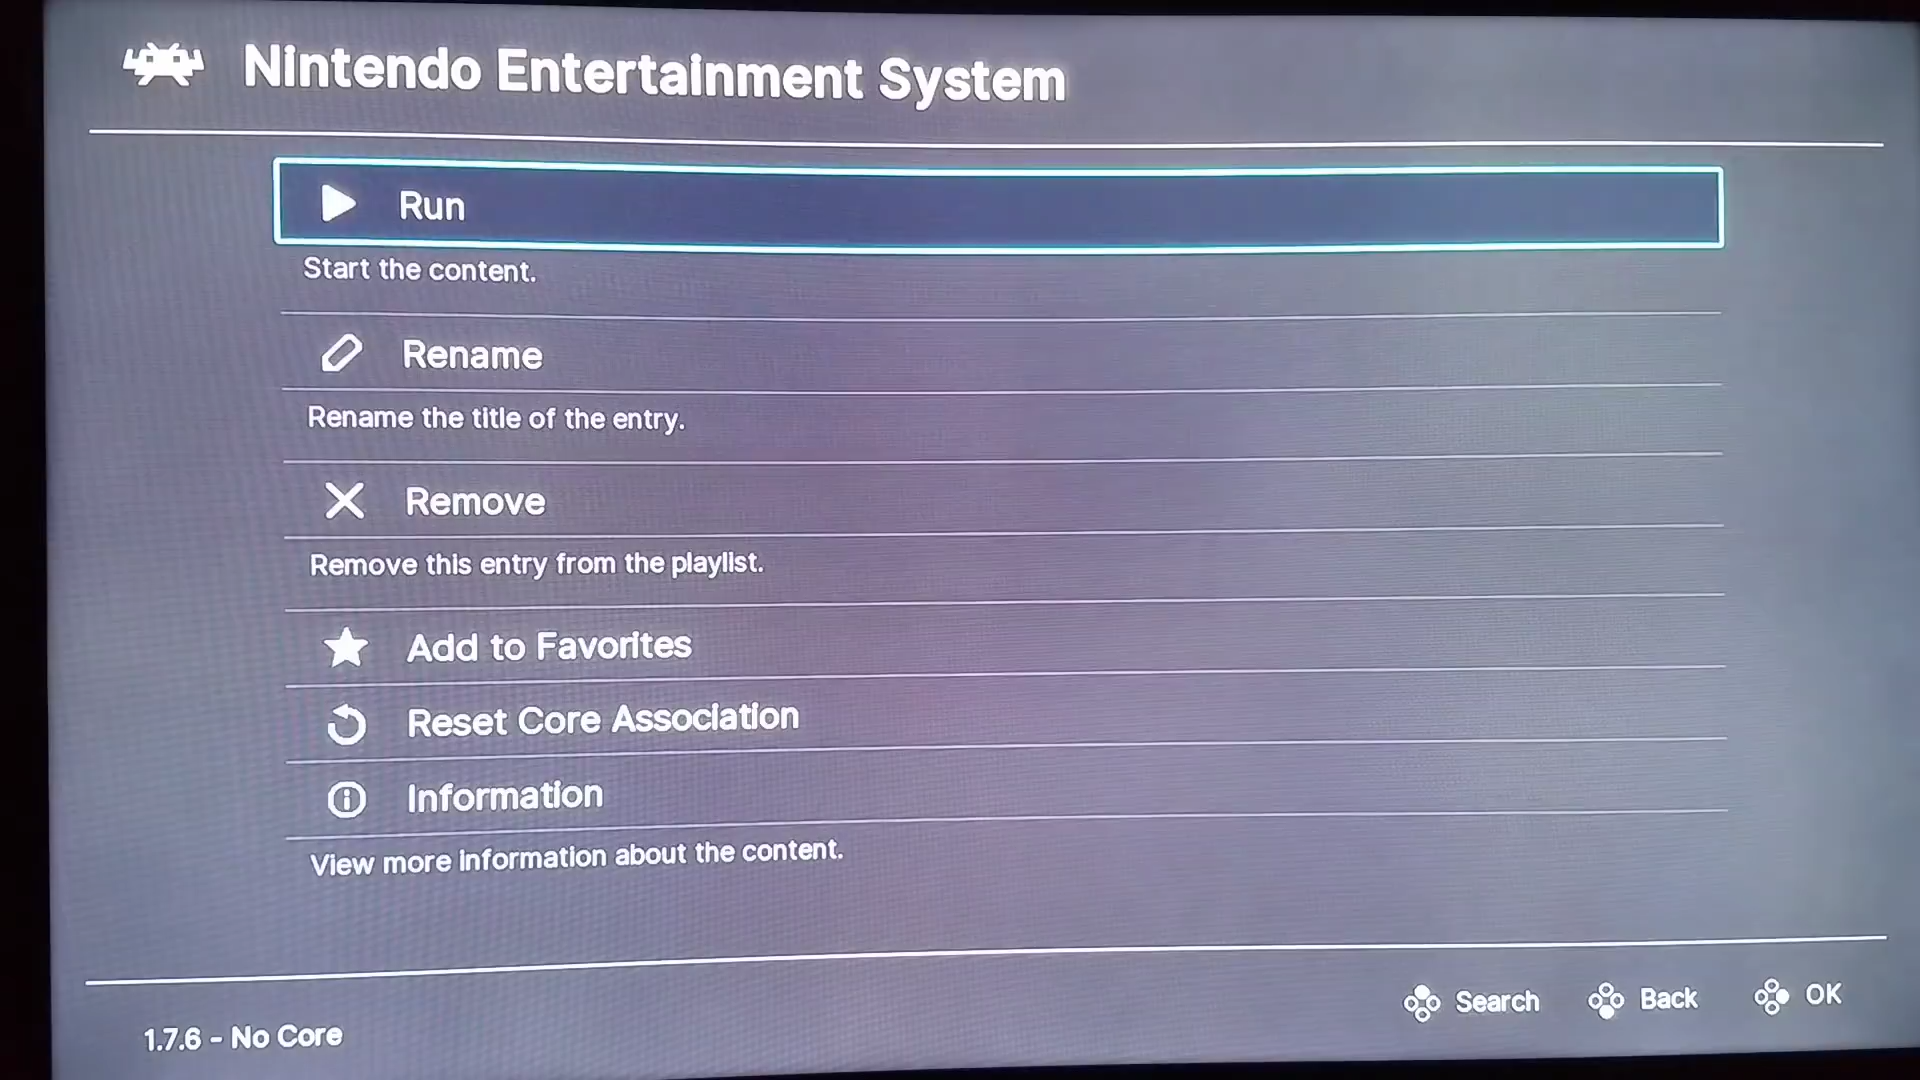 Nintendo Entertainment System
Run
Start the content.
Rename
Rename the title of the entry.
Remove
Remove this entry from the playlist.
Add to Favorites
Reset Core Association
Information
View more information about the content.
Search Back OK
1.7.6 - No Core